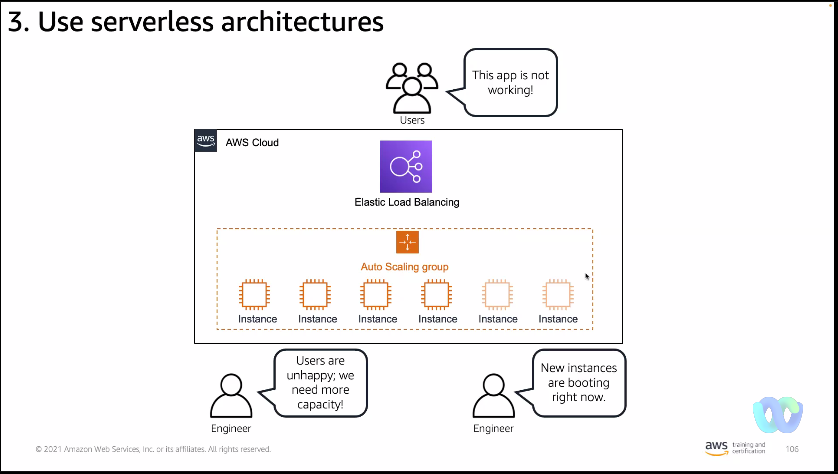 3. Use serverless architectures
This app is not
working!
Users
aws
AWS Cloud
Elastic Load Balancing
Auto Scaling group
Instance
Instance
Instance
Instance
Instance
Instance
Users are
unhappy; we
need more
capacity!
New instances
are booting
right now.
Engineer
Engineer
© 2021 Amazon Web Services, Inc. or its affiliates. All rights reserved.
aws
training and
certification
106